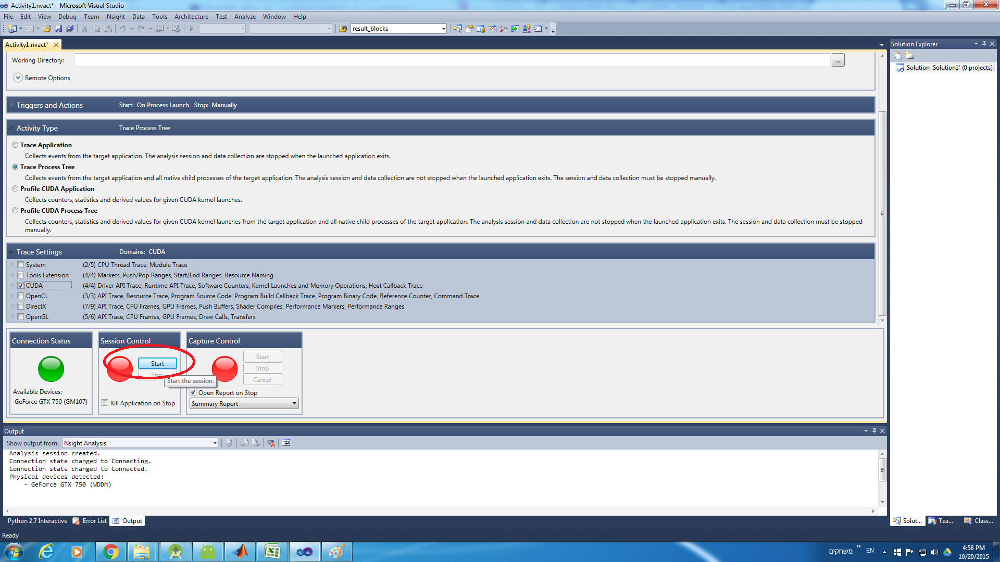 Activity1.nvact* - Microsoft Visual Studio
File Edit View Debug Team Nsight Data Tools Architecture Test Analyze Window Help
result_blocks
Activity1.nvact*
Working Directory:
...
Remote Options
Triggers and Actions Start: On Process Launch Stop: Manually
Activity Type Trace Process Tree
Trace Application
Collects events from the target application. The analysis session and data collection are stopped when the launched application exits.
Trace Process Tree
Collects events from the target application and all native child processes of the target application. The analysis session and data collection are not stopped when the launched application exits. The session and data collection must be stopped manually.
Profile CUDA Application
Collects counters, statistics and derived values for given CUDA kernel launches.
Profile CUDA Process Tree
Collects counters, statistics and derived values for given CUDA kernel launches from the target application and all native child processes of the target application. The analysis session and data collection are not stopped when the launched application exits. The session and data collection must be stopped
manually.
Trace Settings Domains: CUDA
System (2/5) CPU Thread Trace, Module Trace
Tools Extension (4/4) Markers, Push/Pop Ranges, Start/End Ranges, Resource Naming
CUDA (4/4) Driver API Trace, Runtime API Trace, Software Counters, Kernel Launches and Memory Operations, Host Callback Trace
OpenCL (3/3) API Trace, Resource Trace, Program Source Code, Program Build Callback Trace, Program Binary Code, Reference Counter, Command Trace
DirectX (7/9) API Trace, CPU Frames, GPU Frames, Push Buffers, Shader Compiles, Performance Markers, Performance Ranges
OpenGL (5/6) API Trace, CPU Frames, GPU Frames, Draw Calls, Transfers
Connection Status
Available Devices:
GeForce GTX 750 (GM107)
Session Control
Start
Stop
Start the session.
Kill Application on Stop
Capture Control
Start
Stop
Cancel
Open Report on Stop
Summary Report
Output
Show output from: Nsight Analysis
Analysis session created.
Connection state changed to Connecting.
Connection state changed to Connected.
Physical devices detected:
- GeForce GTX 750 (WDDM)
Python 2.7 Interactive Error List Output
Ready
Solution Explorer
Solution 'Solution1' (0 projects)
Solut... Tea... Class...
משחקים » EN
4:58 PM
10/20/2015